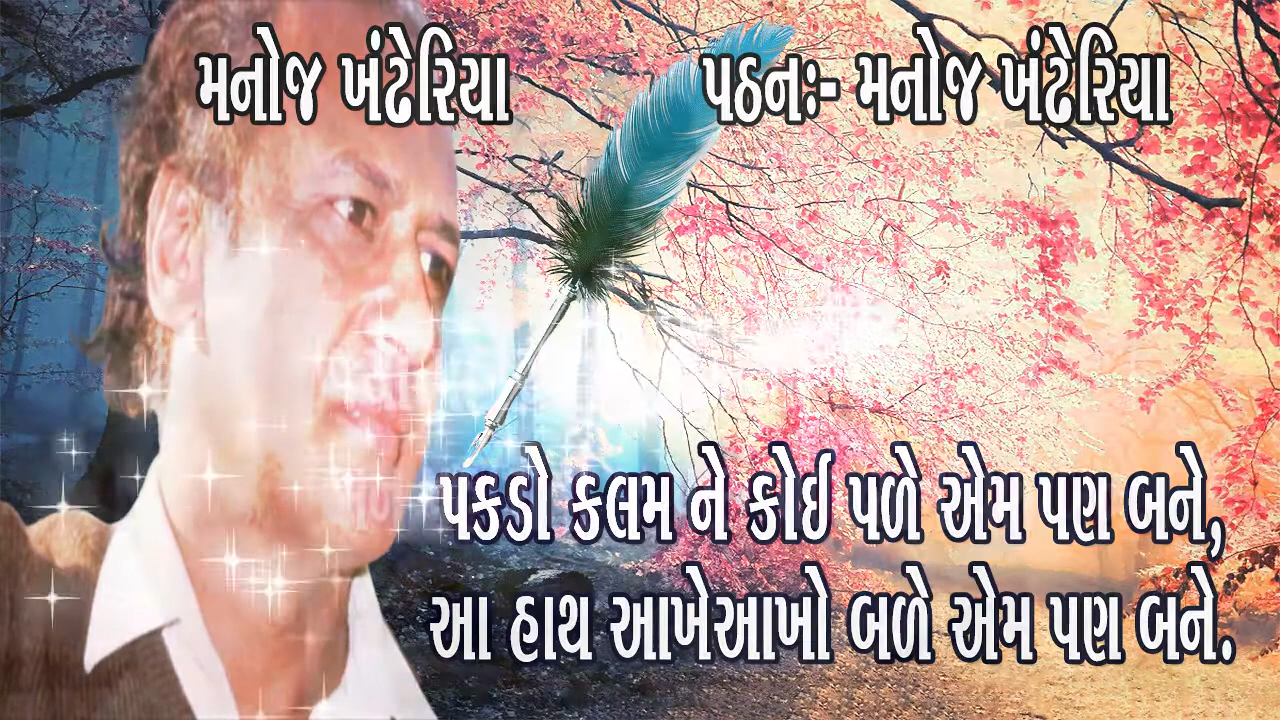 મનોજ ખંઢેરિયા
પઠનઃ- મનોજ ખંઢેરિયા
પકડો કલમ ને કોઈ પળે એમ પણ બને,
આ હાથ આખેઆખો બળે એમ પણ બને.